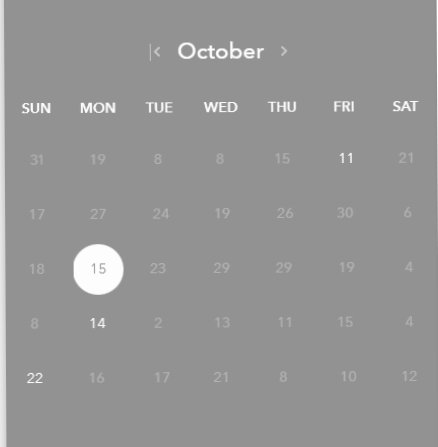 |< October >
SUN MON TUE WED THU FRI SAT
31 19 8 8 15 11 21
17 27 24 19 26 30 6
18 15 23 29 29 19 4
8 14 2 13 11 15 4
22 16 17 21 8 10 12